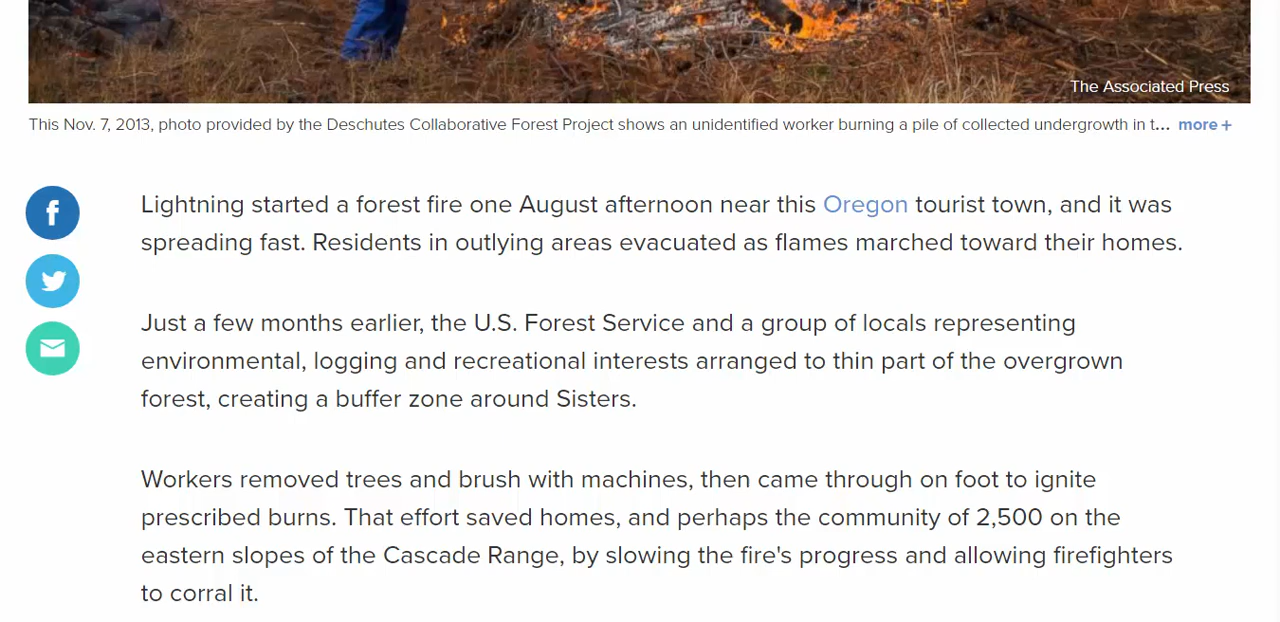 The Associated Press
This Nov. 7, 2013, photo provided by the Deschutes Collaborative Forest Project shows an unidentified worker burning a pile of collected undergrowth in t... more +
Lightning started a forest fire one August afternoon near this Oregon tourist town, and it was
spreading fast. Residents in outlying areas evacuated as flames marched toward their homes.
Just a few months earlier, the U.S. Forest Service and a group of locals representing
environmental, logging and recreational interests arranged to thin part of the overgrown
forest, creating a buffer zone around Sisters.
Workers removed trees and brush with machines, then came through on foot to ignite
prescribed burns. That effort saved homes, and perhaps the community of 2,500 on the
eastern slopes of the Cascade Range, by slowing the fire's progress and allowing firefighters
to corral it.